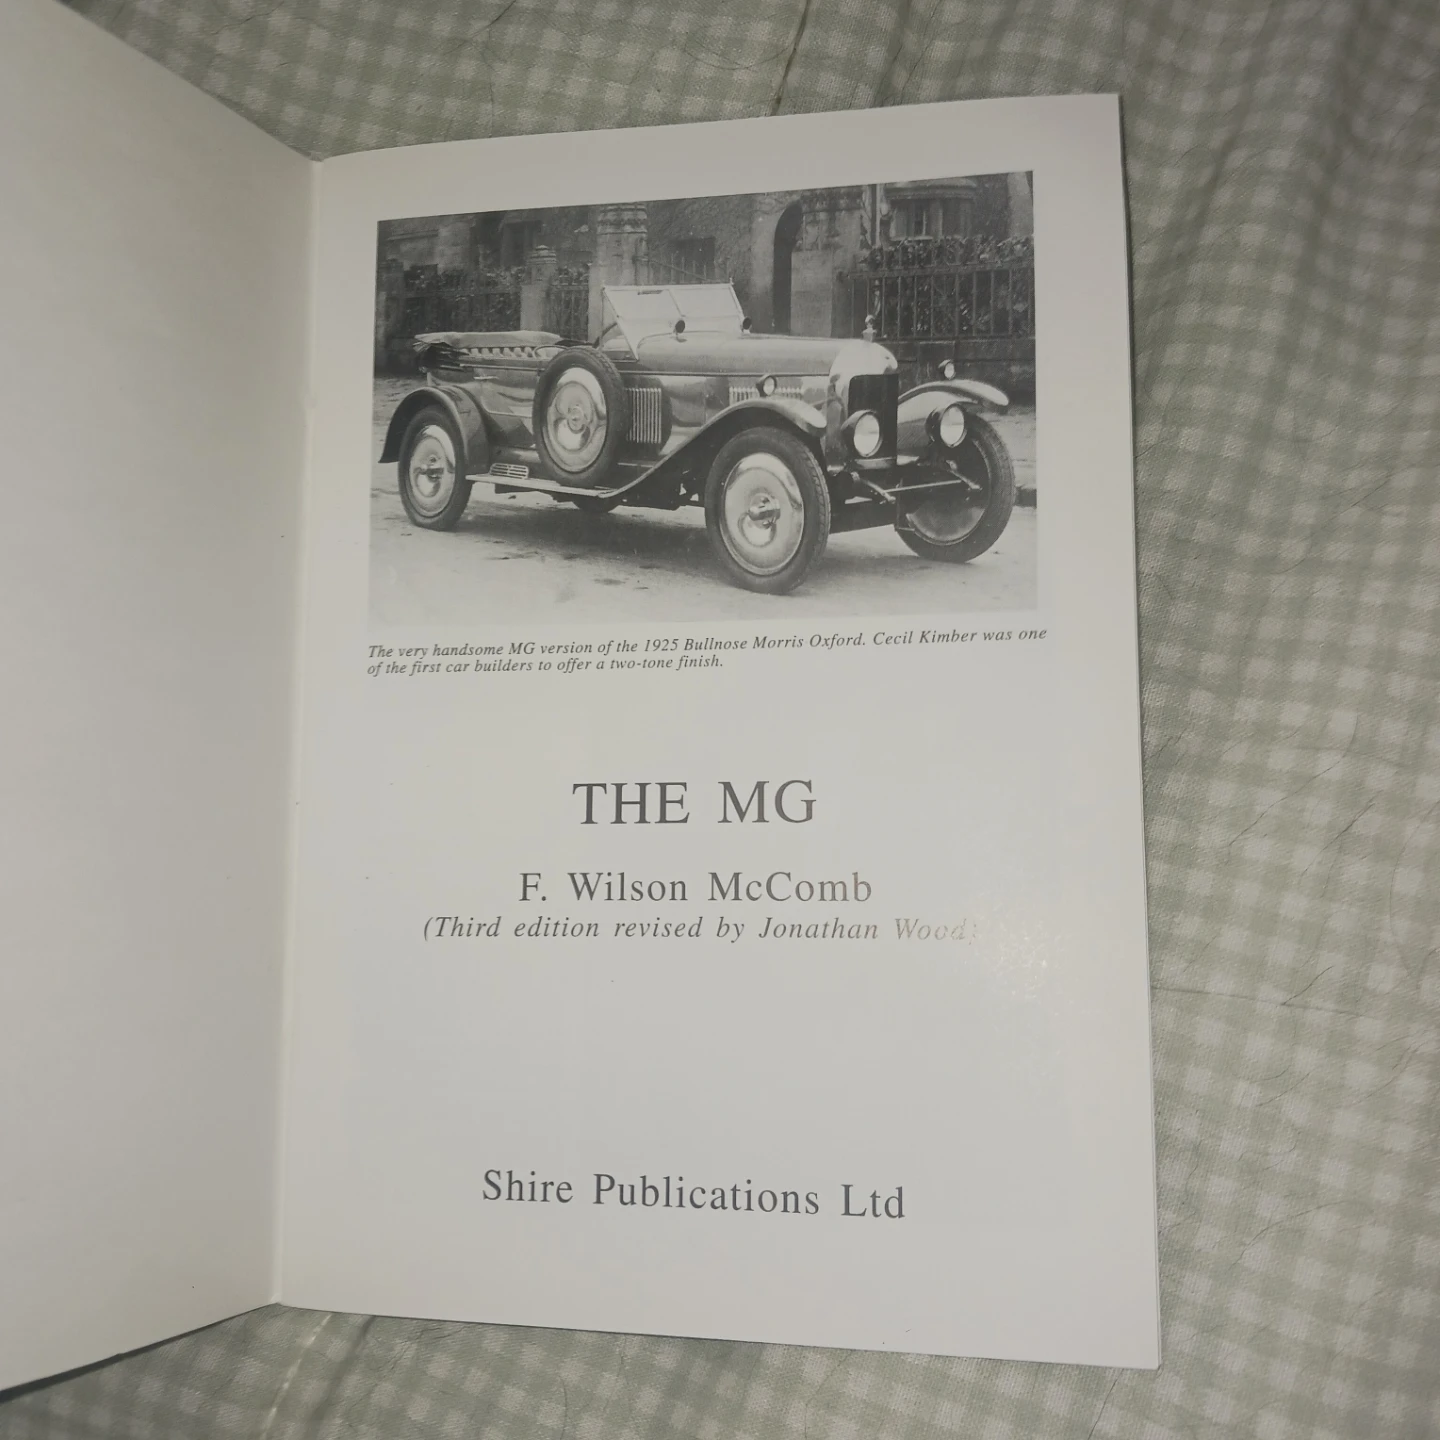 The very handsome MG version of the 1925 Bullnose Morris Oxford. Cecil Kimber was one
of the first car builders to offer a two-tone finish.
THE MG
F. Wilson McComb
(Third edition revised by Jonathan Wood)
Shire Publications Ltd